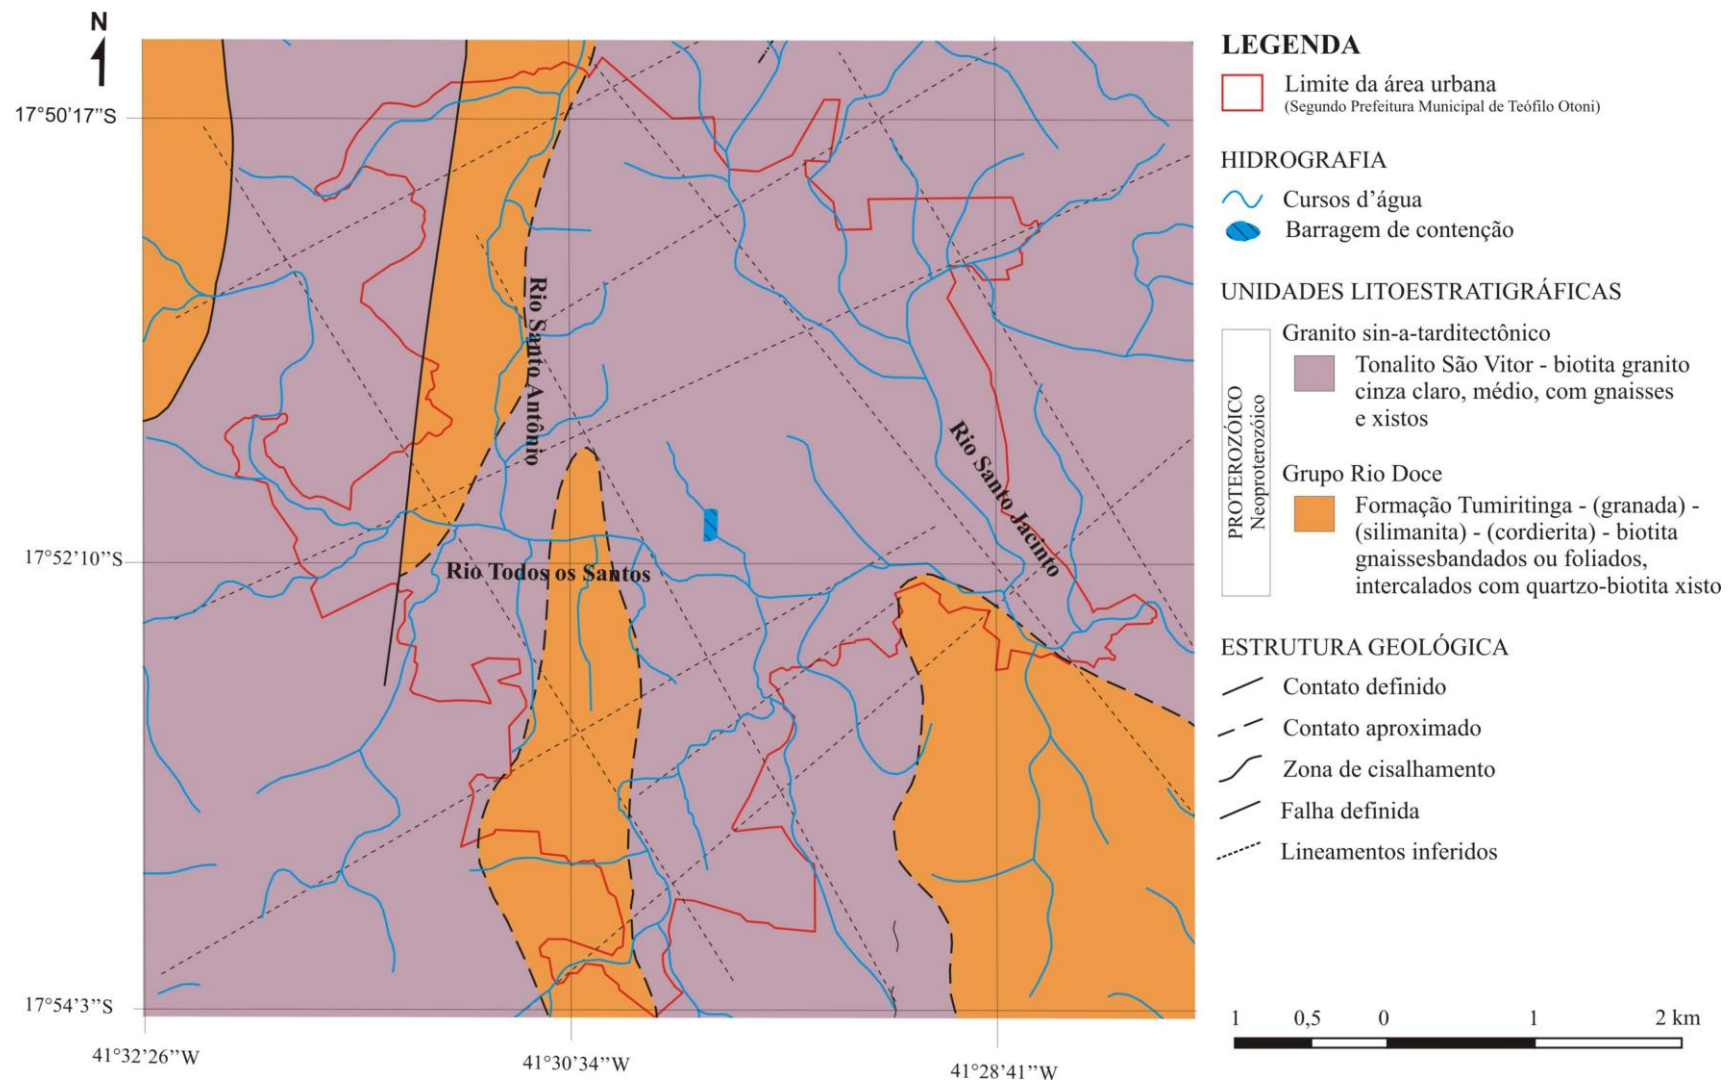 N
17°50’17’’S
17°52’10’’S
17°54’3’’S
41°32’26’’W
41°30’34’’W
41°28’41’’W
Rio Santo Antônio
Rio Todos os Santos
Rio Santo Jacinto
LEGENDA
Limite da área urbana
(Segundo Prefeitura Municipal de Teófilo Otoni)
HIDROGRAFIA
Cursos d’água
Barragem de contenção
UNIDADES LITOESTRATIGRÁFICAS
PROTEROZÓICO
Neoproterozóico
Granito sin-a-tarditectônico
Tonalito São Vitor - biotita granito
cinza claro, médio, com gnaisses
e xistos
Grupo Rio Doce
Formação Tumiritinga - (granada) -
(silimanita) - (cordierita) - biotita
gnaissesbandados ou foliados,
intercalados com quartzo-biotita xisto
ESTRUTURA GEOLÓGICA
Contato definido
Contato aproximado
Zona de cisalhamento
Falha definida
Lineamentos inferidos
1 0,5 0 1 2 km